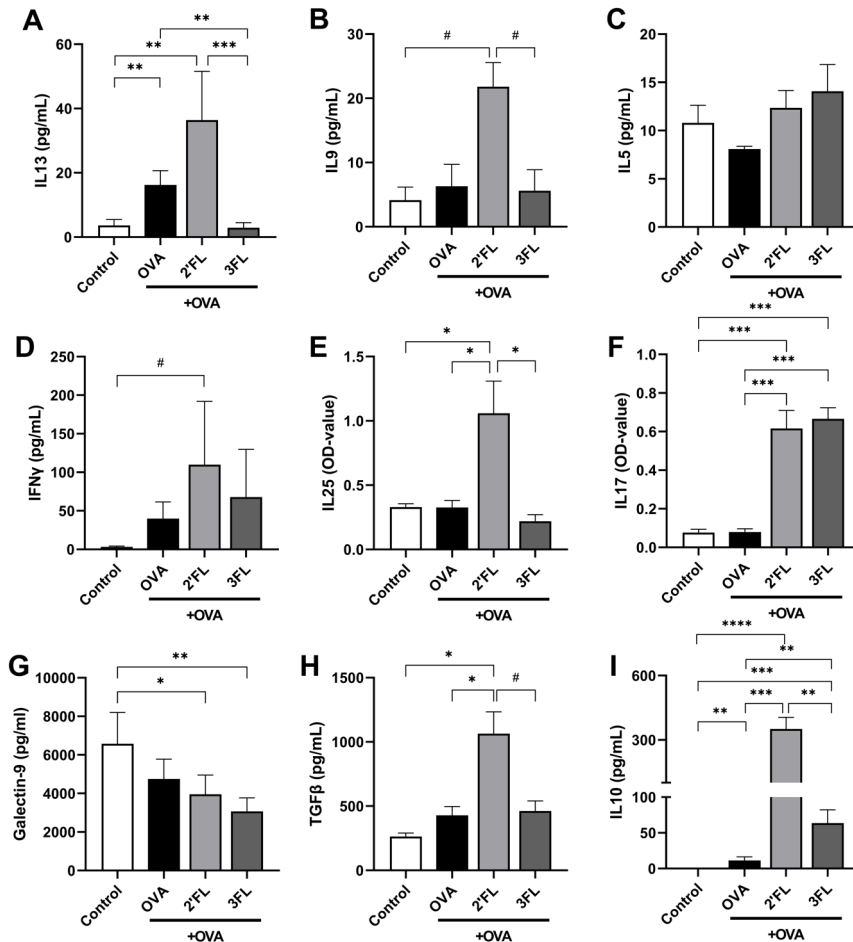 A
**
**
***
**
60
40
20
0
IL13 (pg/mL)
Control
OVA
2'FL
3FL
+OVA
B
#
#
30
20
10
0
IL9 (pg/mL)
Control
OVA
2'FL
3FL
+OVA
C
20
15
10
5
0
IL5 (pg/mL)
Control
OVA
2'FL
3FL
+OVA
D
#
250
200
150
100
50
0
IFNγ (pg/mL)
Control
OVA
2'FL
3FL
+OVA
E
*
*
*
1.5
1.0
0.5
0.0
IL25 (OD-value)
Control
OVA
2'FL
3FL
+OVA
F
***
***
***
***
1.0
0.8
0.6
0.4
0.2
0.0
IL17 (OD-value)
Control
OVA
2'FL
3FL
+OVA
G
**
*
10000
8000
6000
4000
2000
0
Galectin-9 (pg/ml)
Control
OVA
2'FL
3FL
+OVA
H
*
*
#
1500
1000
500
0
TGFβ (pg/mL)
Control
OVA
2'FL
3FL
+OVA
I
****
**
***
**
***
**
600
300
100
50
0
IL10 (pg/mL)
Control
OVA
2'FL
3FL
+OVA